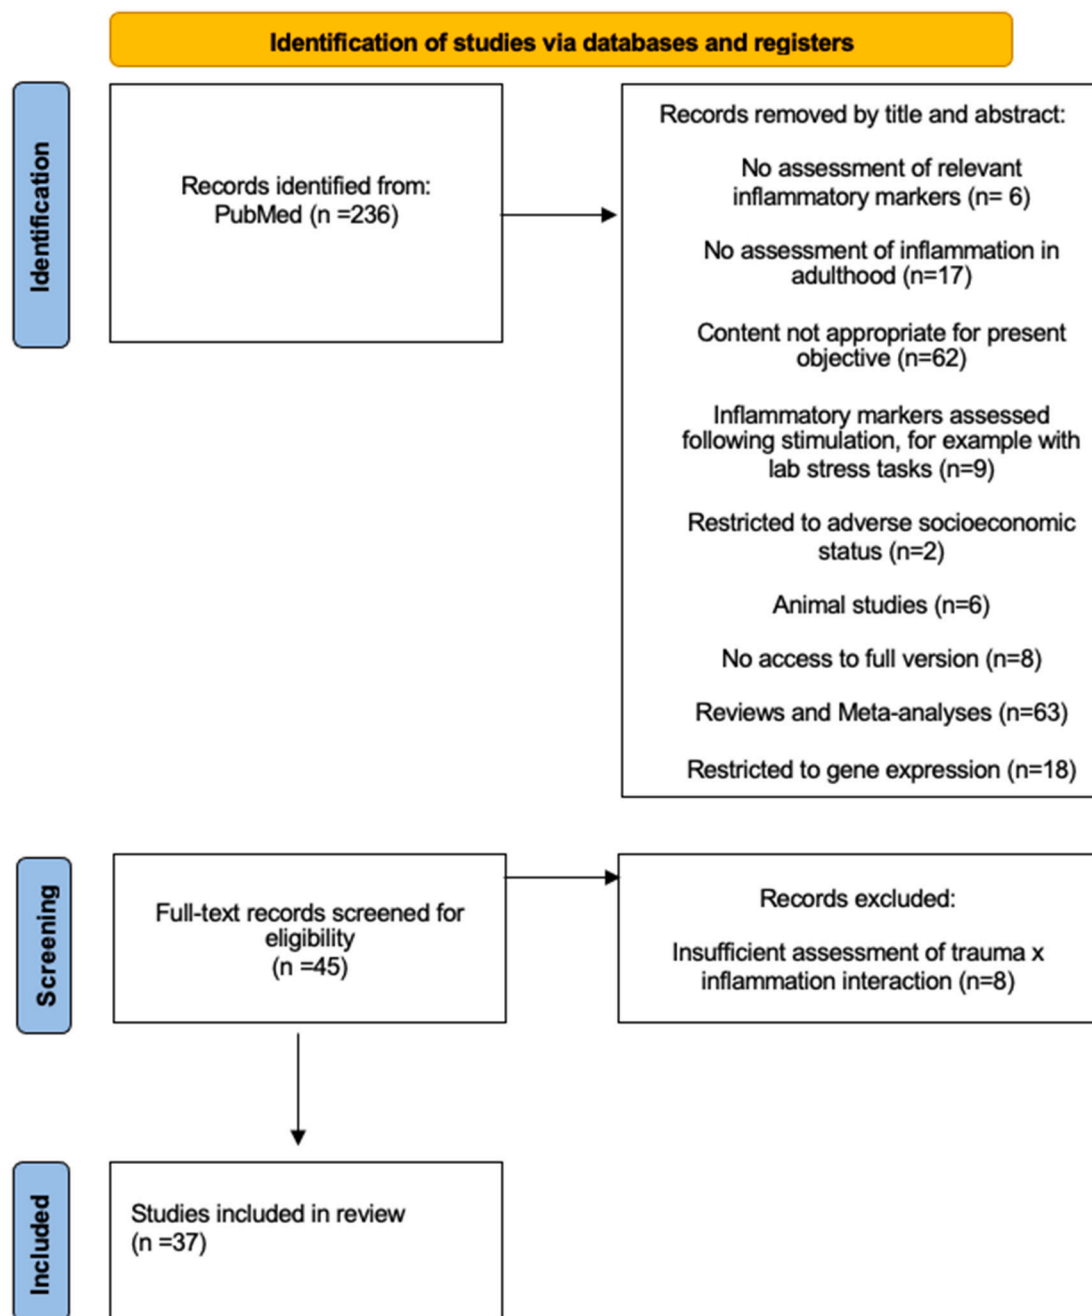 Identification of studies via databases and registers
Identification
Records identified from:
PubMed (n =236)
Records removed by title and abstract:
No assessment of relevant
inflammatory markers (n= 6)
No assessment of inflammation in
adulthood (n=17)
Content not appropriate for present
objective (n=62)
Inflammatory markers assessed
following stimulation, for example with
lab stress tasks (n=9)
Restricted to adverse socioeconomic
status (n=2)
Animal studies (n=6)
No access to full version (n=8)
Reviews and Meta-analyses (n=63)
Restricted to gene expression (n=18)
Screening
Full-text records screened for
eligibility
(n =45)
Records excluded:
Insufficient assessment of trauma x
inflammation interaction (n=8)
Included
Studies included in review
(n =37)